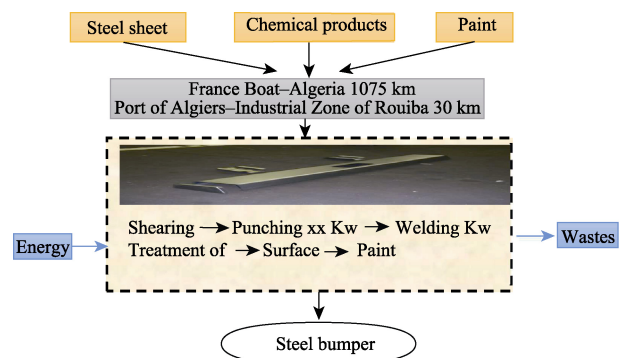 Steel sheet
Chemical products
Paint
France Boat–Algeria 1075 km
Port of Algiers–Industrial Zone of Rouiba 30 km
Shearing → Punching xx Kw → Welding Kw
Treatment of → Surface → Paint
Energy
Wastes
Steel bumper